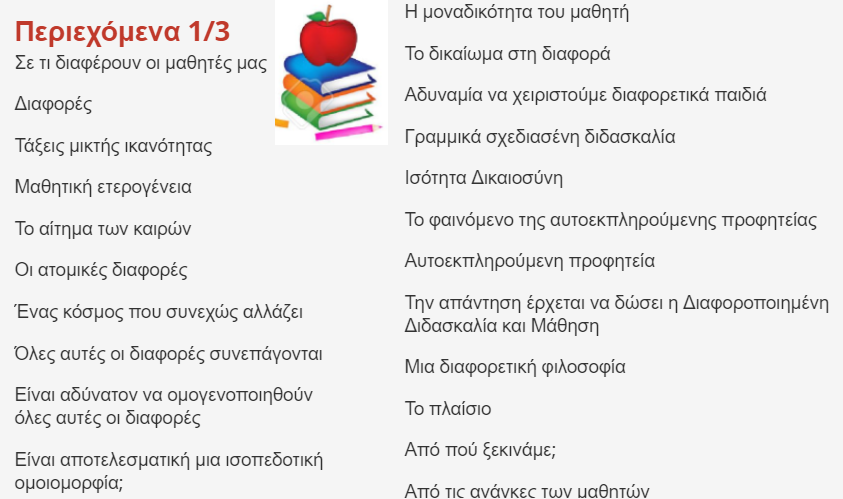 Περιεχόμενα 1/3
Σε τι διαφέρουν οι μαθητές μας
Διαφορές
Τάξεις μικτής ικανότητας
Μαθητική ετερογένεια
Το αίτημα των καιρών
Οι ατομικές διαφορές
Ένας κόσμος που συνεχώς αλλάζει
Όλες αυτές οι διαφορές συνεπάγονται
Είναι αδύνατον να ομογενοποιηθούν
όλες αυτές οι διαφορές
Είναι αποτελεσματική μια ισοπεδοτική
ομοιομορφία;
Η μοναδικότητα του μαθητή
Το δικαίωμα στη διαφορά
Αδυναμία να χειριστούμε διαφορετικά παιδιά
Γραμμικά σχεδιασένη διδασκαλία
Ισότητα Δικαιοσύνη
Το φαινόμενο της αυτοεκπληρούμενης προφητείας
Αυτοεκπληρούμενη προφητεία
Την απάντηση έρχεται να δώσει η Διαφοροποιημένη
Διδασκαλία και Μάθηση
Μια διαφορετική φιλοσοφία
Το πλαίσιο
Από πού ξεκινάμε;
Από τις ανάγκες των μαθητών